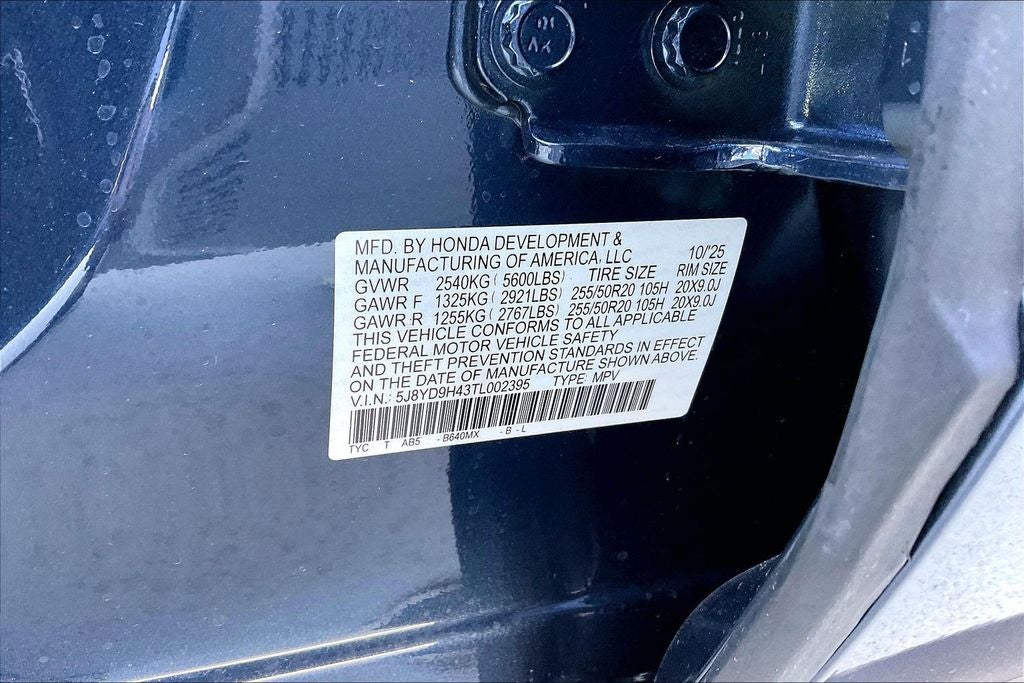 MFD. BY HONDA DEVELOPMENT &
MANUFACTURING OF AMERICA, LLC 10/'25
GVWR 2540KG ( 5600LBS) TIRE SIZE RIM SIZE
GAWR F 1325KG ( 2921LBS) 255/50R20 105H 20X9.0J
GAWR R 1255KG ( 2767LBS) 255/50R20 105H 20X9.0J
THIS VEHICLE CONFORMS TO ALL APPLICABLE
FEDERAL MOTOR VEHICLE SAFETY
AND THEFT PREVENTION STANDARDS IN EFFECT
ON THE DATE OF MANUFACTURE SHOWN ABOVE.
V.I.N.: 5J8YD9H43TL002395 TYPE: MPV
TYC T AB5 - B640MX - B - L